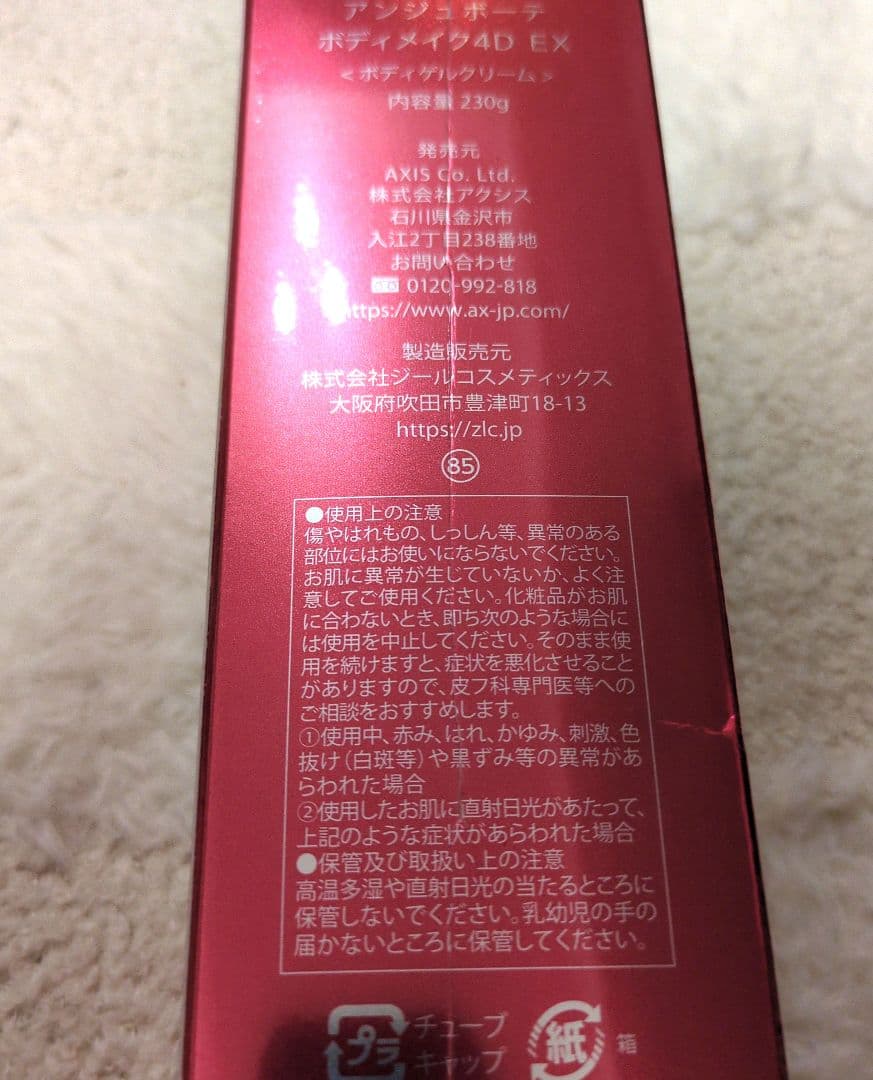 アンジュボーテ
ボディメイク4D EX
<ボディゲルクリーム>
内容量 230g
発売元
AXIS Co. Ltd.
株式会社アクシス
石川県金沢市
入江2丁目238番地
お問い合わせ
0120-992-818
https://www.ax-jp.com/
製造販売元
株式会社ジールコスメティックス
大阪府吹田市豊津町18-13
https://zlc.jp
85
●使用上の注意
傷やはれもの、しっしん等、異常のある
部位にはお使いにならないでください。
お肌に異常が生じていないか、よく注
意してご使用ください。化粧品がお肌
に合わないとき、即ち次のような場合に
は使用を中止してください。そのまま使
用を続けますと、症状を悪化させること
がありますので、皮フ科専門医等への
ご相談をおすすめします。
①使用中、赤み、はれ、かゆみ、刺激、色
抜け(白斑等)や黒ずみ等の異常があ
らわれた場合
②使用したお肌に直射日光があたって、
上記のような症状があらわれた場合
●保管及び取扱い上の注意
高温多湿や直射日光の当たるところに
保管しないでください。乳幼児の手の
届かないところに保管してください。
プラ チューブ
キャップ
紙 箱